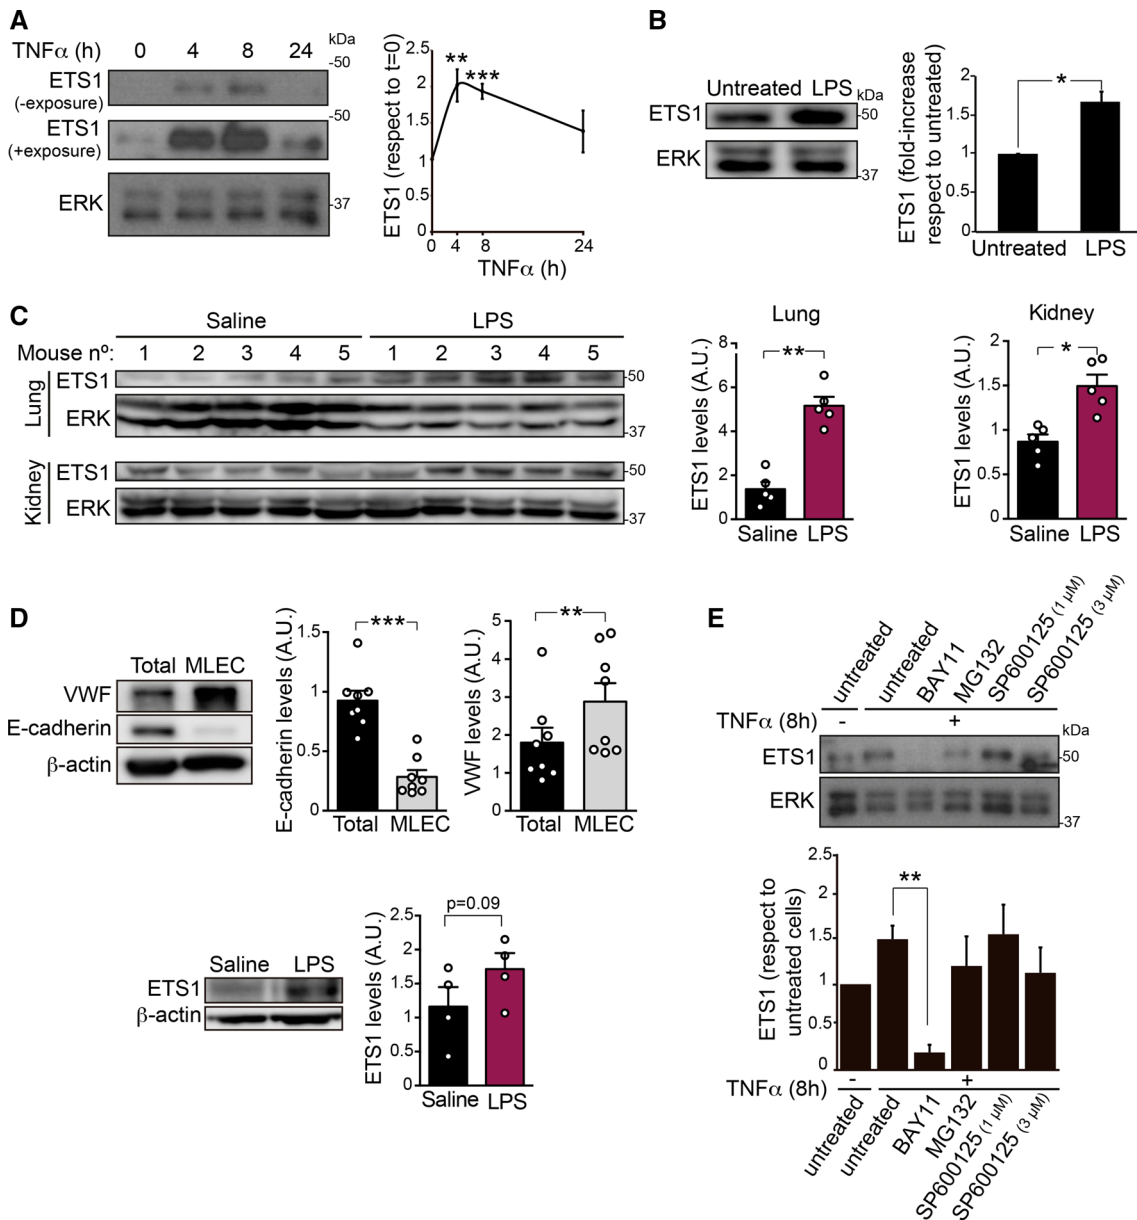 A
TNFα (h) 0 4 8 24 kDa
-50
ETS1
(-exposure)
-50
ETS1
(+exposure)
ERK
-37
ETS1 (respect to t=0)
2.5
2
1.5
1
0.5
0
**
***
0 4 8 24
TNFα (h)
B
Untreated LPS kDa
ETS1 -50
ERK
-37
ETS1 (fold-increase
respect to untreated)
2
1.5
1
0.5
0
*
Untreated LPS
C
Saline LPS
Mouse nº: 1 2 3 4 5 1 2 3 4 5
Lung
ETS1 -50
ERK
-37
Kidney
ETS1 -50
ERK
-37
Lung
ETS1 levels (A.U.)
8
6
4
2
0
**
Saline LPS
Kidney
ETS1 levels (A.U.)
2
1.5
1
0.5
0
*
Saline LPS
D
Total MLEC
VWF
E-cadherin
β-actin
E-cadherin levels (A.U.)
1.5
1
0.5
0
***
Total MLEC
VWF levels (A.U.)
5
4
3
2
1
0
**
Total MLEC
Saline LPS
ETS1
β-actin
ETS1 levels (A.U.)
2.5
2
1.5
1
0.5
0
p=0.09
Saline LPS
E
untreated
untreated
BAY11
MG132
SP600125 (1 µM)
SP600125 (3 µM)
TNFα (8h) - +
kDa
ETS1 -50
ERK
-37
ETS1 (respect to
untreated cells)
2.5
2
1.5
1
0.5
0
**
TNFα (8h) - +
untreated
untreated
BAY11
MG132
SP600125 (1 µM)
SP600125 (3 µM)